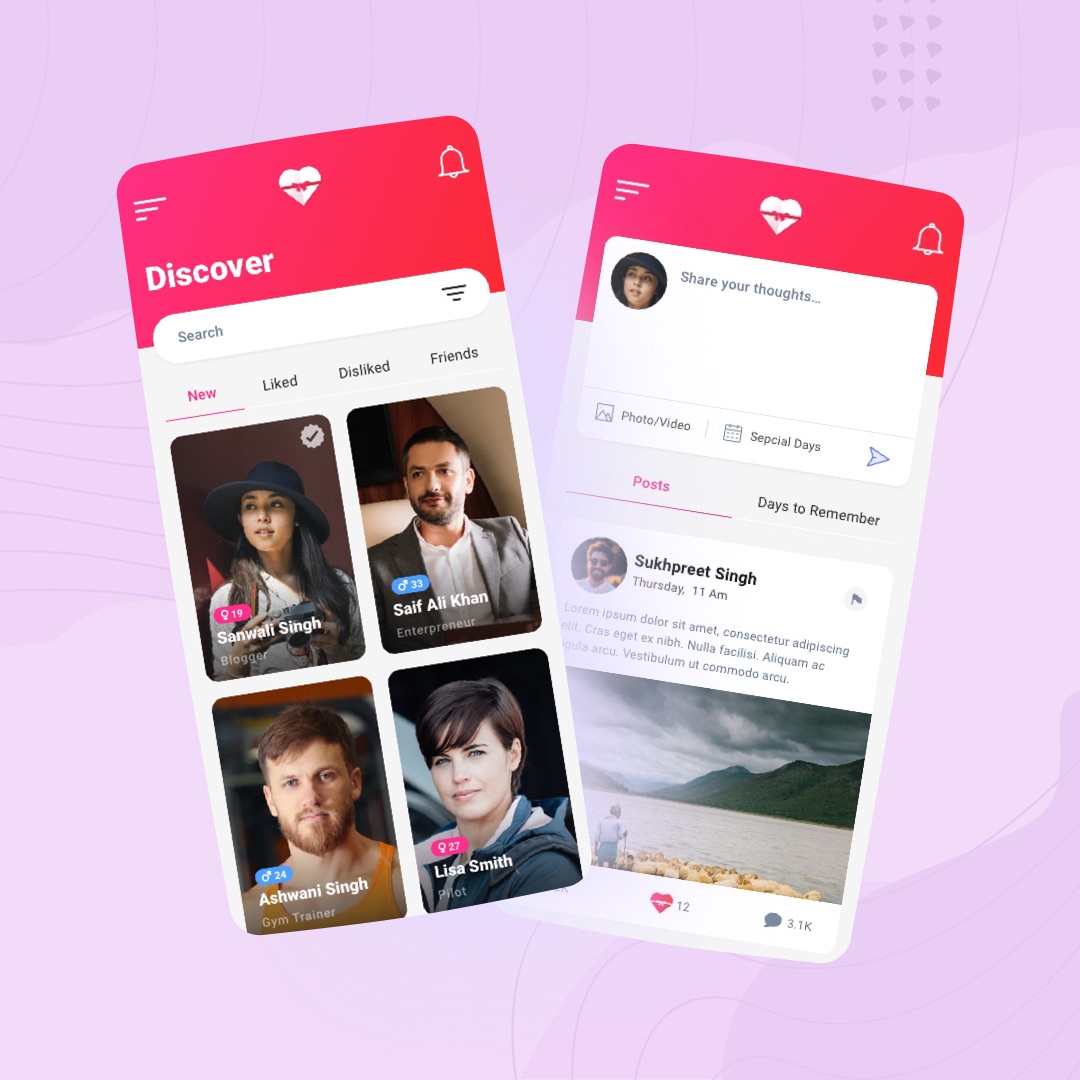 Discover
Search
New
Liked
Disliked
Friends
19
Sanwali Singh
Blogger
33
Saif Ali Khan
Enterpreneur
24
Ashwani Singh
Gym Trainer
27
Lisa Smith
Pilot
Share your thoughts...
Photo/Video
Sepcial Days
Posts
Days to Remember
Sukhpreet Singh
Thursday, 11 Am
Lorem ipsum dolor sit amet, consectetur adipiscing
elit. Cras eget ex nibh. Nulla facilisi. Aliquam ac
arcu. Vestibulum ut commodo arcu.
12
3.1K